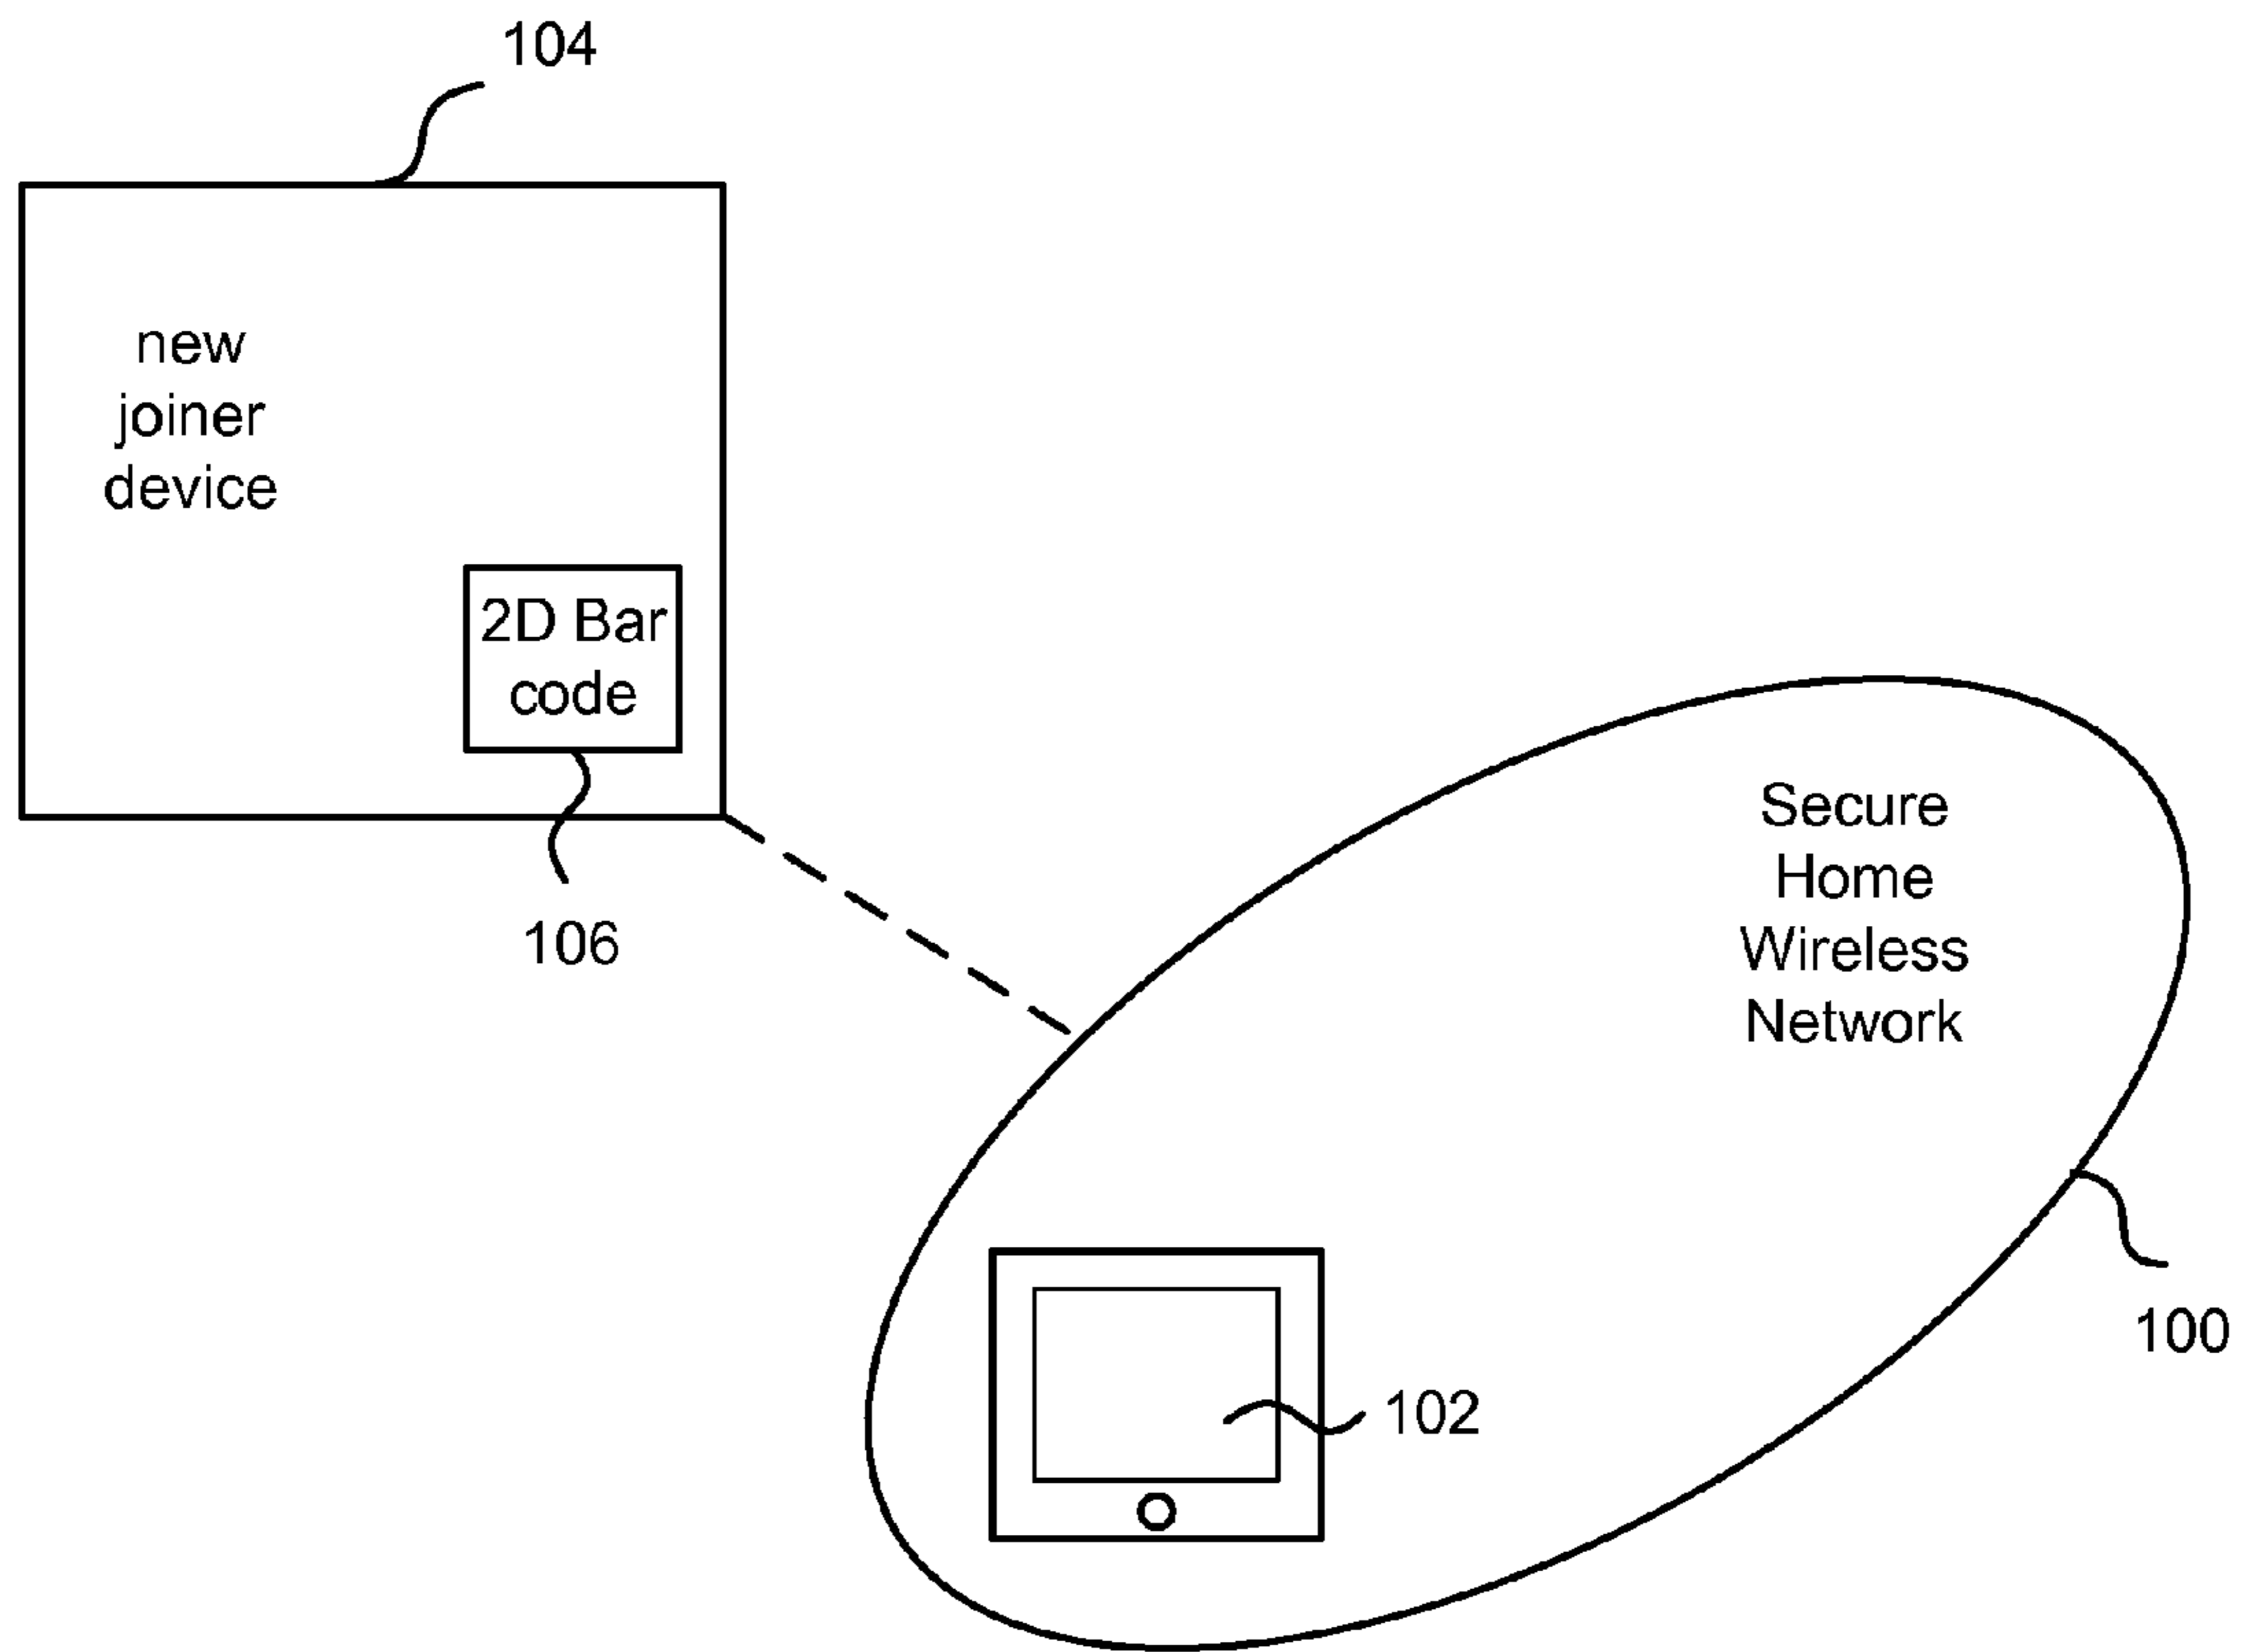 104
new
joiner
device
2D Bar
code
106
Secure
Home
Wireless
Network
100
102